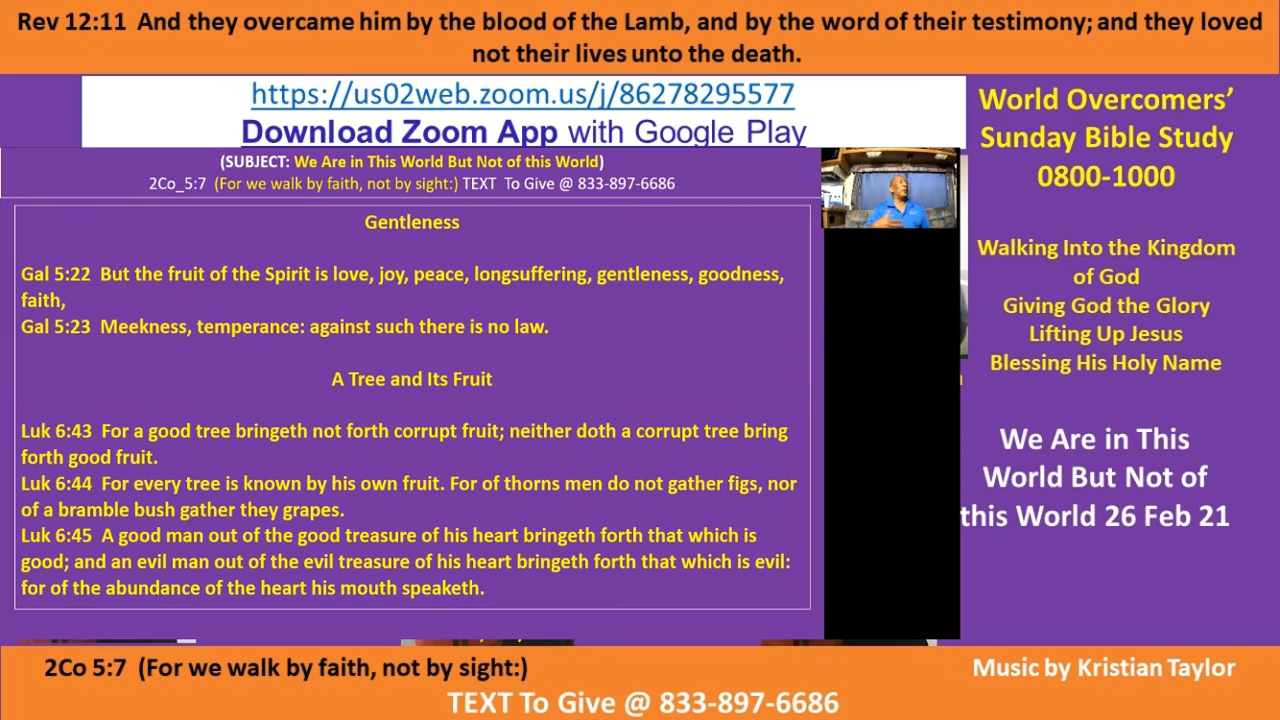 Rev 12:11 And they overcame him by the blood of the Lamb, and by the word of their testimony; and they loved
not their lives unto the death.
https://us02web.zoom.us/j/86278295577
Download Zoom App with Google Play
(SUBJECT: We Are in This World But Not of this World)
2Co_5:7 (For we walk by faith, not by sight:) TEXT To Give @ 833-897-6686
Gentleness
Gal 5:22 But the fruit of the Spirit is love, joy, peace, longsuffering, gentleness, goodness,
faith,
Gal 5:23 Meekness, temperance: against such there is no law.
A Tree and Its Fruit
Luk 6:43 For a good tree bringeth not forth corrupt fruit; neither doth a corrupt tree bring
forth good fruit.
Luk 6:44 For every tree is known by his own fruit. For of thorns men do not gather figs, nor
of a bramble bush gather they grapes.
Luk 6:45 A good man out of the good treasure of his heart bringeth forth that which is
good; and an evil man out of the evil treasure of his heart bringeth forth that which is evil:
for of the abundance of the heart his mouth speaketh.
World Overcomers’
Sunday Bible Study
0800-1000
Walking Into the Kingdom
of God
Giving God the Glory
Lifting Up Jesus
Blessing His Holy Name
We Are in This
World But Not of
this World 26 Feb 21
2Co 5:7 (For we walk by faith, not by sight:)
Music by Kristian Taylor
TEXT To Give @ 833-897-6686